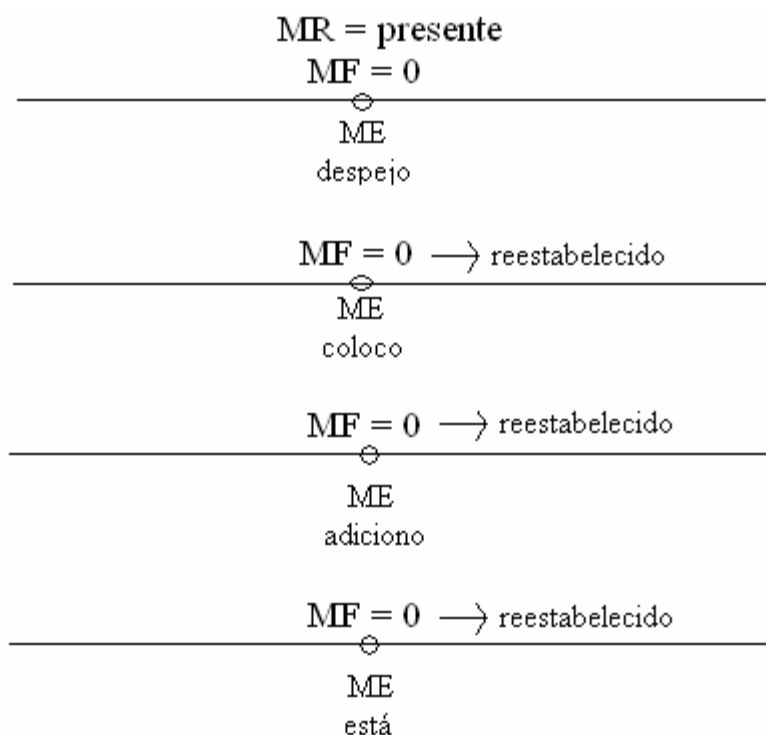 MR = presente
MF = 0
ME
despejo
MF = 0 → reestabelecido
ME
coloco
MF = 0 → reestabelecido
ME
adiciono
MF = 0 → reestabelecido
ME
está